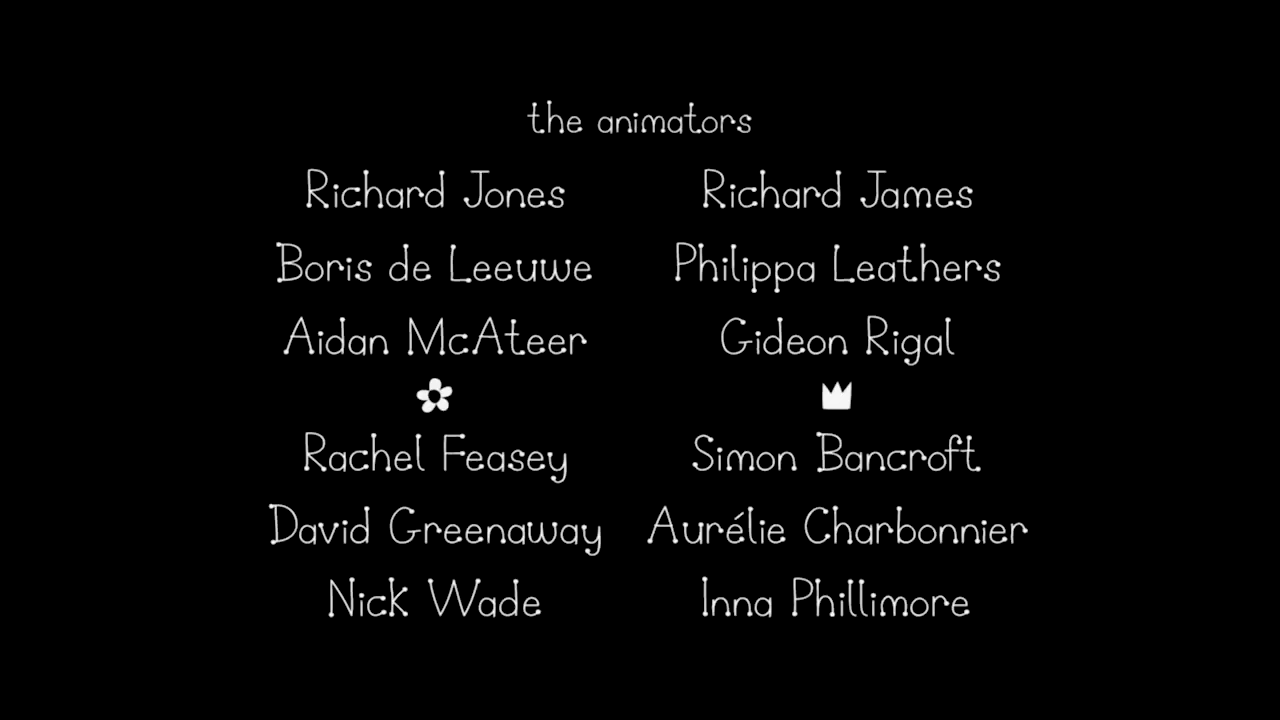 the animators
Richard Jones Richard James
Boris de Leeuwe Philippa Leathers
Aidan McAteer Gideon Rigal
Rachel Feasey Simon Bancroft
David Greenaway Aurélie Charbonnier
Nick Wade Inna Phillimore